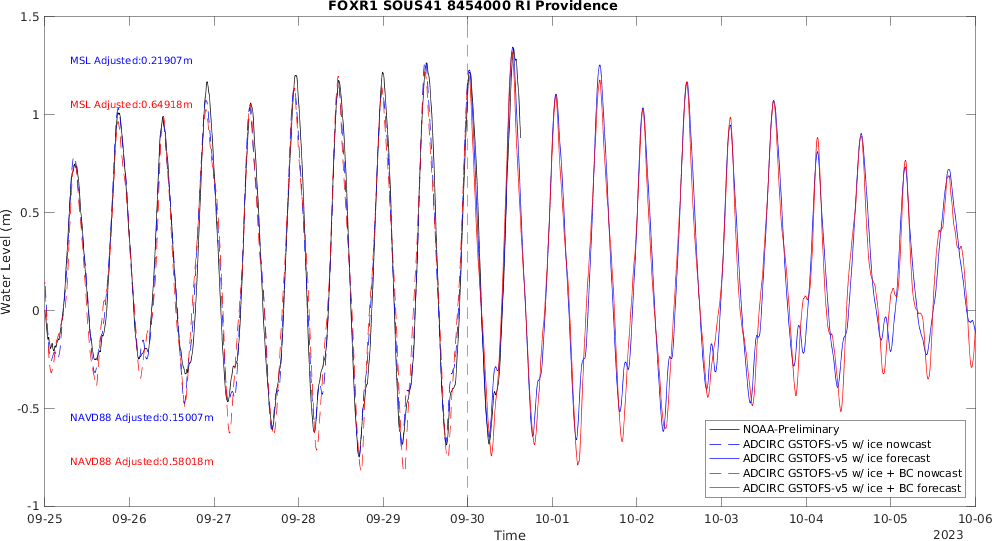 FOXR1 SOUS41 8454000 RI Providence
1.5
MSL Adjusted:0.21907m
MSL Adjusted:0.64918m
1
0.5
Water Level (m)
0
-0.5
NAVD88 Adjusted:0.15007m
NAVD88 Adjusted:0.58018m
-1
NOAA-Preliminary
ADCIRC GSTOFS-v5 w/ ice nowcast
ADCIRC GSTOFS-v5 w/ ice forecast
ADCIRC GSTOFS-v5 w/ ice + BC nowcast
ADCIRC GSTOFS-v5 w/ ice + BC forecast
09-25 09-26 09-27 09-28 09-29 09-30 10-01 10-02 10-03 10-04 10-05 10-06
Time
2023